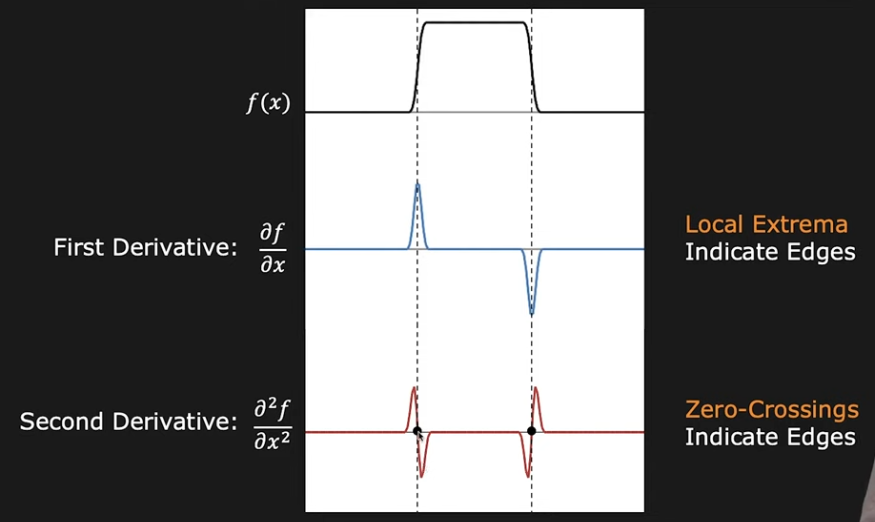 f(x)
First Derivative: ∂f/∂x
Local Extrema
Indicate Edges
Second Derivative: ∂²f/∂x²
Zero-Crossings
Indicate Edges